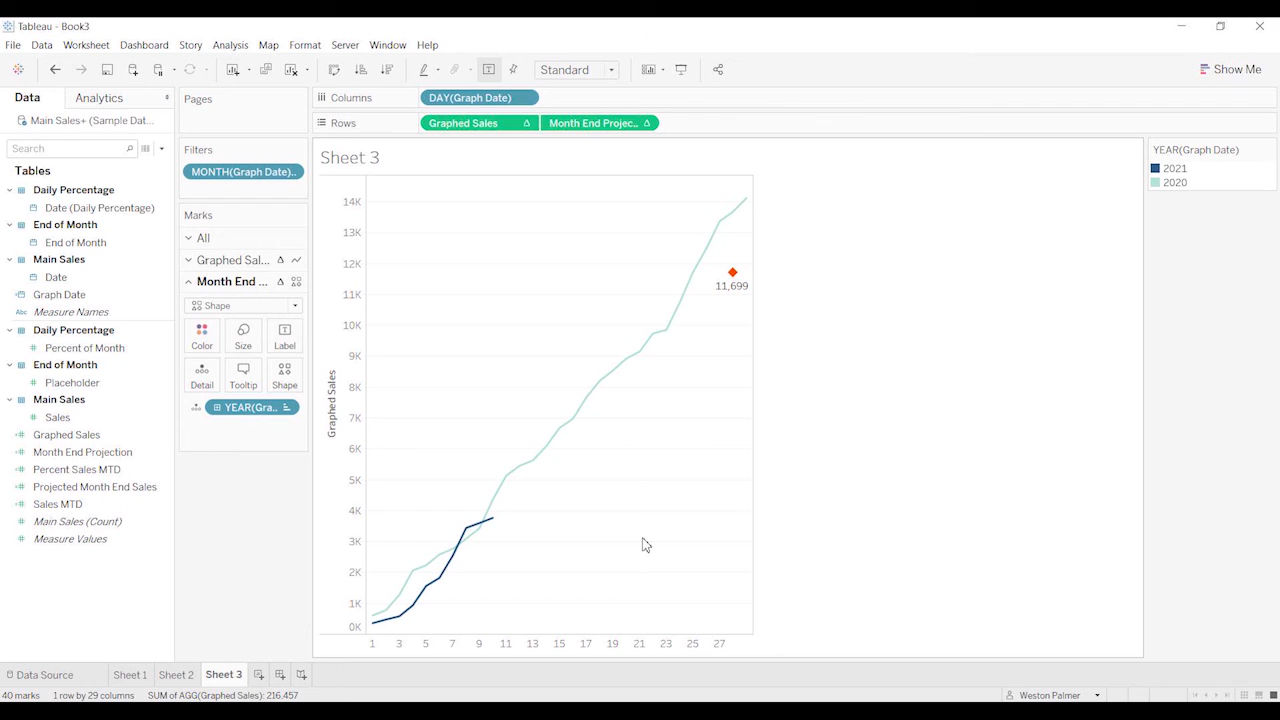 Tableau - Book3
File Data Worksheet Dashboard Story Analysis Map Format Server Window Help
Standard
Show Me
Data Analytics
Main Sales+ (Sample Dat...
Search
Tables
Daily Percentage
Date (Daily Percentage)
End of Month
End of Month
Main Sales
Date
Graph Date
Abc Measure Names
Daily Percentage
Percent of Month
End of Month
Placeholder
Main Sales
Sales
Graphed Sales
Month End Projection
Percent Sales MTD
Projected Month End Sales
Sales MTD
Main Sales (Count)
Measure Values
Pages
Filters
MONTH(Graph Date)..
Marks
All
Graphed Sal...
Month End ...
Shape
Color Size Label
Detail Tooltip Shape
YEAR(Gra..
Columns DAY(Graph Date)
Rows Graphed Sales Month End Projec..
Sheet 3
14K
13K
12K
11K
10K
9K
8K
7K
6K
5K
4K
3K
2K
1K
0K
Graphed Sales
11,699
1 3 5 7 9 11 13 15 17 19 21 23 25 27
YEAR(Graph Date)
2021
2020
Data Source Sheet 1 Sheet 2 Sheet 3
40 marks 1 row by 29 columns SUM of AGG(Graphed Sales): 216,457
Weston Palmer